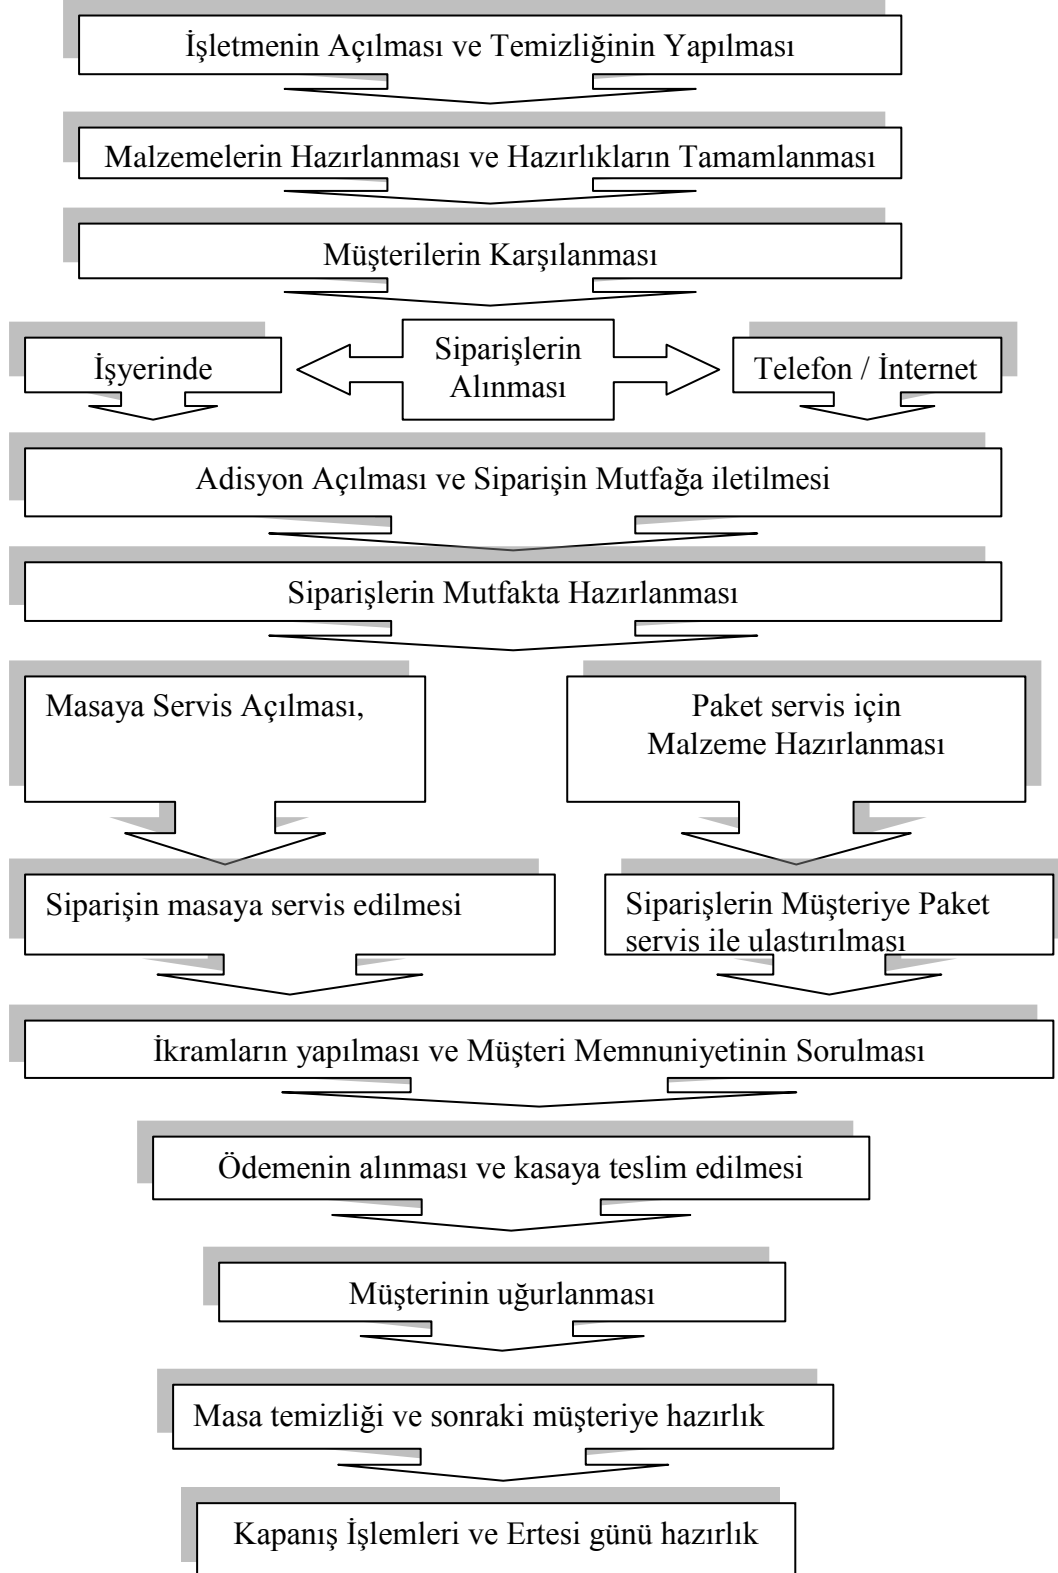 İşletmenin Açılması ve Temizliğinin Yapılması
Malzemelerin Hazırlanması ve Hazırlıkların Tamamlanması
Müşterilerin Karşılanması
Siparişlerin
Alınması
İşyerinde
Telefon / İnternet
Adisyon Açılması ve Siparişin Mutfağa iletilmesi
Siparişlerin Mutfakta Hazırlanması
Masaya Servis Açılması,
Paket servis için
Malzeme Hazırlanması
Siparişin masaya servis edilmesi
Siparişlerin Müşteriye Paket
servis ile ulaştırılması
İkramların yapılması ve Müşteri Memnuniyetinin Sorulması
Ödemenin alınması ve kasaya teslim edilmesi
Müşterinin uğurlanması
Masa temizliği ve sonraki müşteriye hazırlık
Kapanış İşlemleri ve Ertesi günü hazırlık